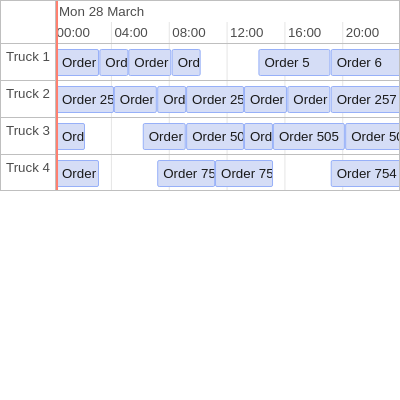 Mon 28 March
00:00 04:00 08:00 12:00 16:00 20:00
Truck 1 Order Ord Order Ord Order 5 Order 6
Truck 2 Order 25 Order Ord Order 25 Order Order Order 257
Truck 3 Ord Order Order 50 Ord Order 505 Order 50
Truck 4 Order Order 75 Order 75 Order 754